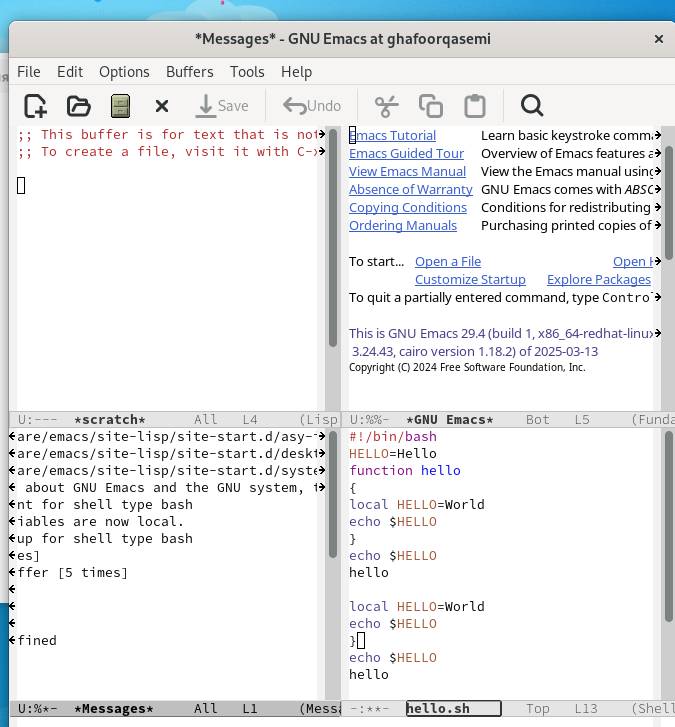 *Messages* - GNU Emacs at ghafoorqasemi
File Edit Options Buffers Tools Help
Save Undo
;; This buffer is for text that is not
;; To create a file, visit it with C-x
U:--- *scratch* All L4 (Lisp
Emacs Tutorial Learn basic keystroke comm
Emacs Guided Tour Overview of Emacs features a
View Emacs Manual View the Emacs manual using
Absence of Warranty GNU Emacs comes with ABSO
Copying Conditions Conditions for redistributing
Ordering Manuals Purchasing printed copies of
To start... Open a File Open H
Customize Startup Explore Packages
To quit a partially entered command, type Contro
This is GNU Emacs 29.4 (build 1, x86_64-redhat-linux
3.24.43, cairo version 1.18.2) of 2025-03-13
Copyright (C) 2024 Free Software Foundation, Inc.
U:%%- *GNU Emacs* Bot L5 (Funda
are/emacs/site-lisp/site-start.d/asy-
are/emacs/site-lisp/site-start.d/deskt
are/emacs/site-lisp/site-start.d/syste
about GNU Emacs and the GNU system, t
nt for shell type bash
iables are now local.
up for shell type bash
es]
ffer [5 times]
fined
U:%*- *Messages* All L1 (Messa
#!/bin/bash
HELLO=Hello
function hello
{
local HELLO=World
echo $HELLO
}
echo $HELLO
hello
local HELLO=World
echo $HELLO
}
echo $HELLO
hello
-:**- hello.sh Top L13 (Shell